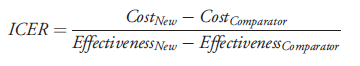 ICER = Cost_New − Cost_Comparator / Effectiveness_New − Effectiveness_Comparator